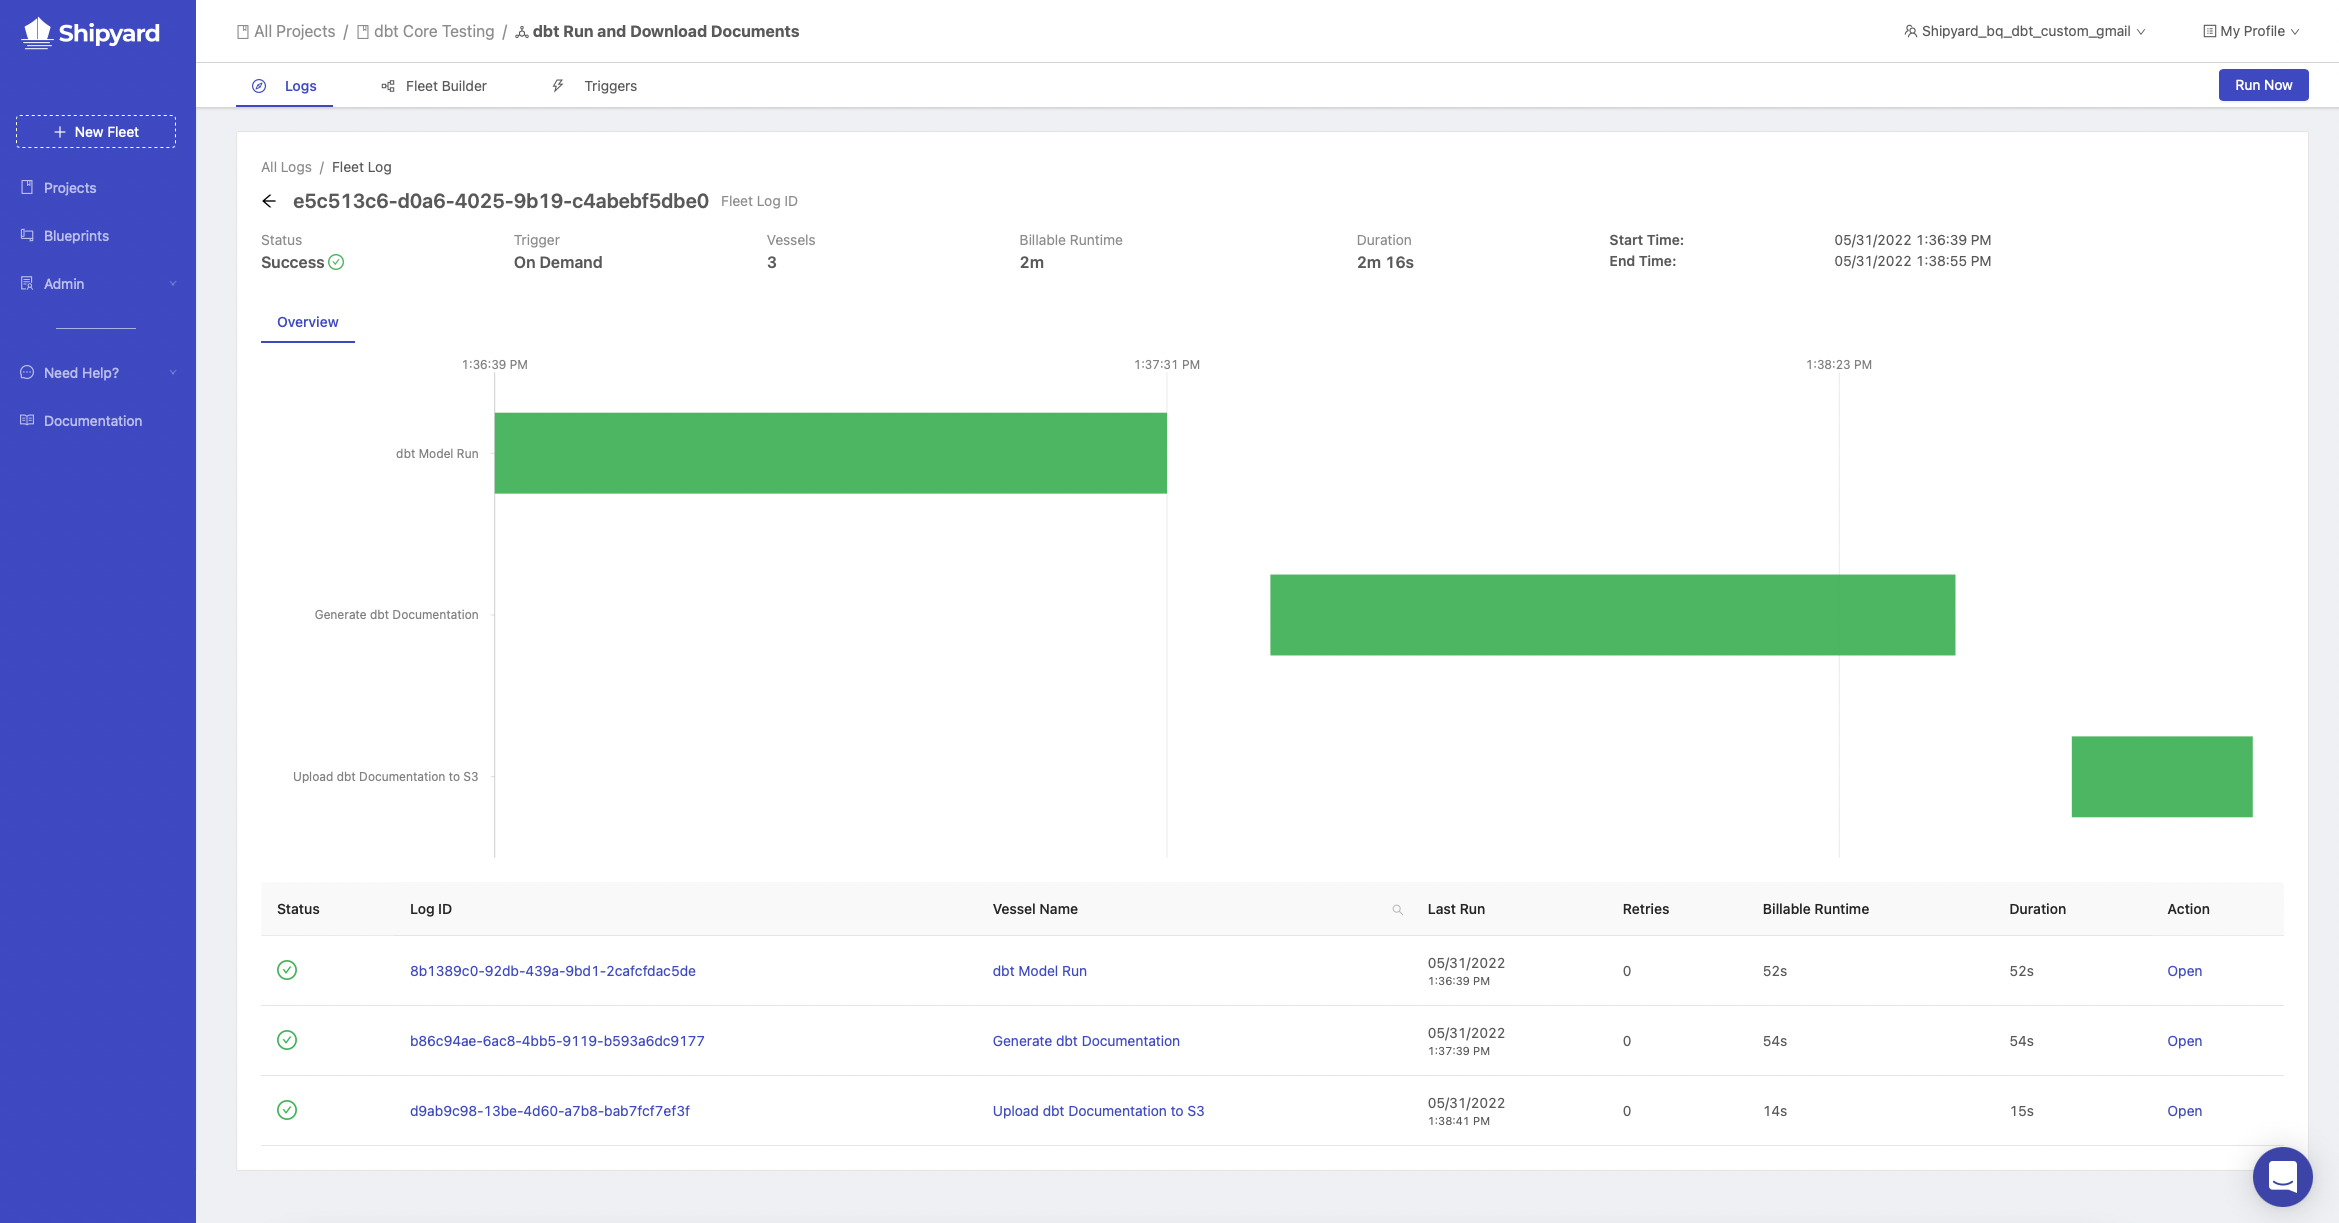 Shipyard
All Projects / dbt Core Testing / dbt Run and Download Documents
Shipyard_bq_dbt_custom_gmail
My Profile
Logs
Fleet Builder
Triggers
Run Now
New Fleet
Projects
Blueprints
Admin
Need Help?
Documentation
All Logs / Fleet Log
e5c513c6-d0a6-4025-9b19-c4abebf5dbe0 Fleet Log ID
Status Trigger Vessels Billable Runtime Duration Start Time: 05/31/2022 1:36:39 PM
Success On Demand 3 2m 2m 16s End Time: 05/31/2022 1:38:55 PM
Overview
1:36:39 PM 1:37:31 PM 1:38:23 PM
dbt Model Run
Generate dbt Documentation
Upload dbt Documentation to S3
Status Log ID Vessel Name Last Run Retries Billable Runtime Duration Action
8b1389c0-92db-439a-9bd1-2cafcfdac5de dbt Model Run 05/31/2022 1:36:39 PM 0 52s 52s Open
b86c94ae-6ac8-4bb5-9119-b593a6dc9177 Generate dbt Documentation 05/31/2022 1:37:39 PM 0 54s 54s Open
d9ab9c98-13be-4d60-a7b8-bab7fcf7ef3f Upload dbt Documentation to S3 05/31/2022 1:38:41 PM 0 14s 15s Open